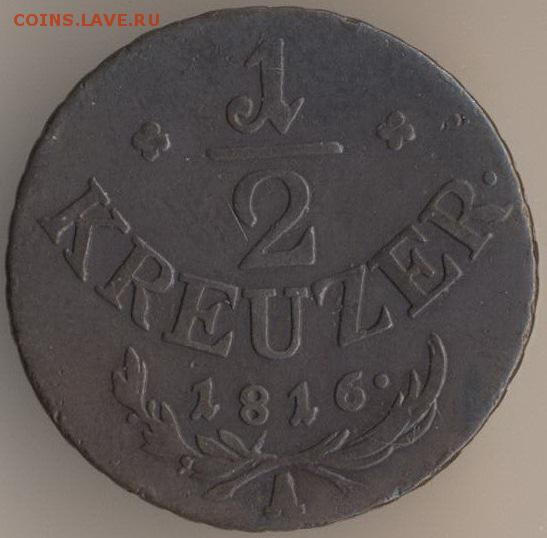 COINS.LAVE.RU
1
2
KREUZER.
1816.
A